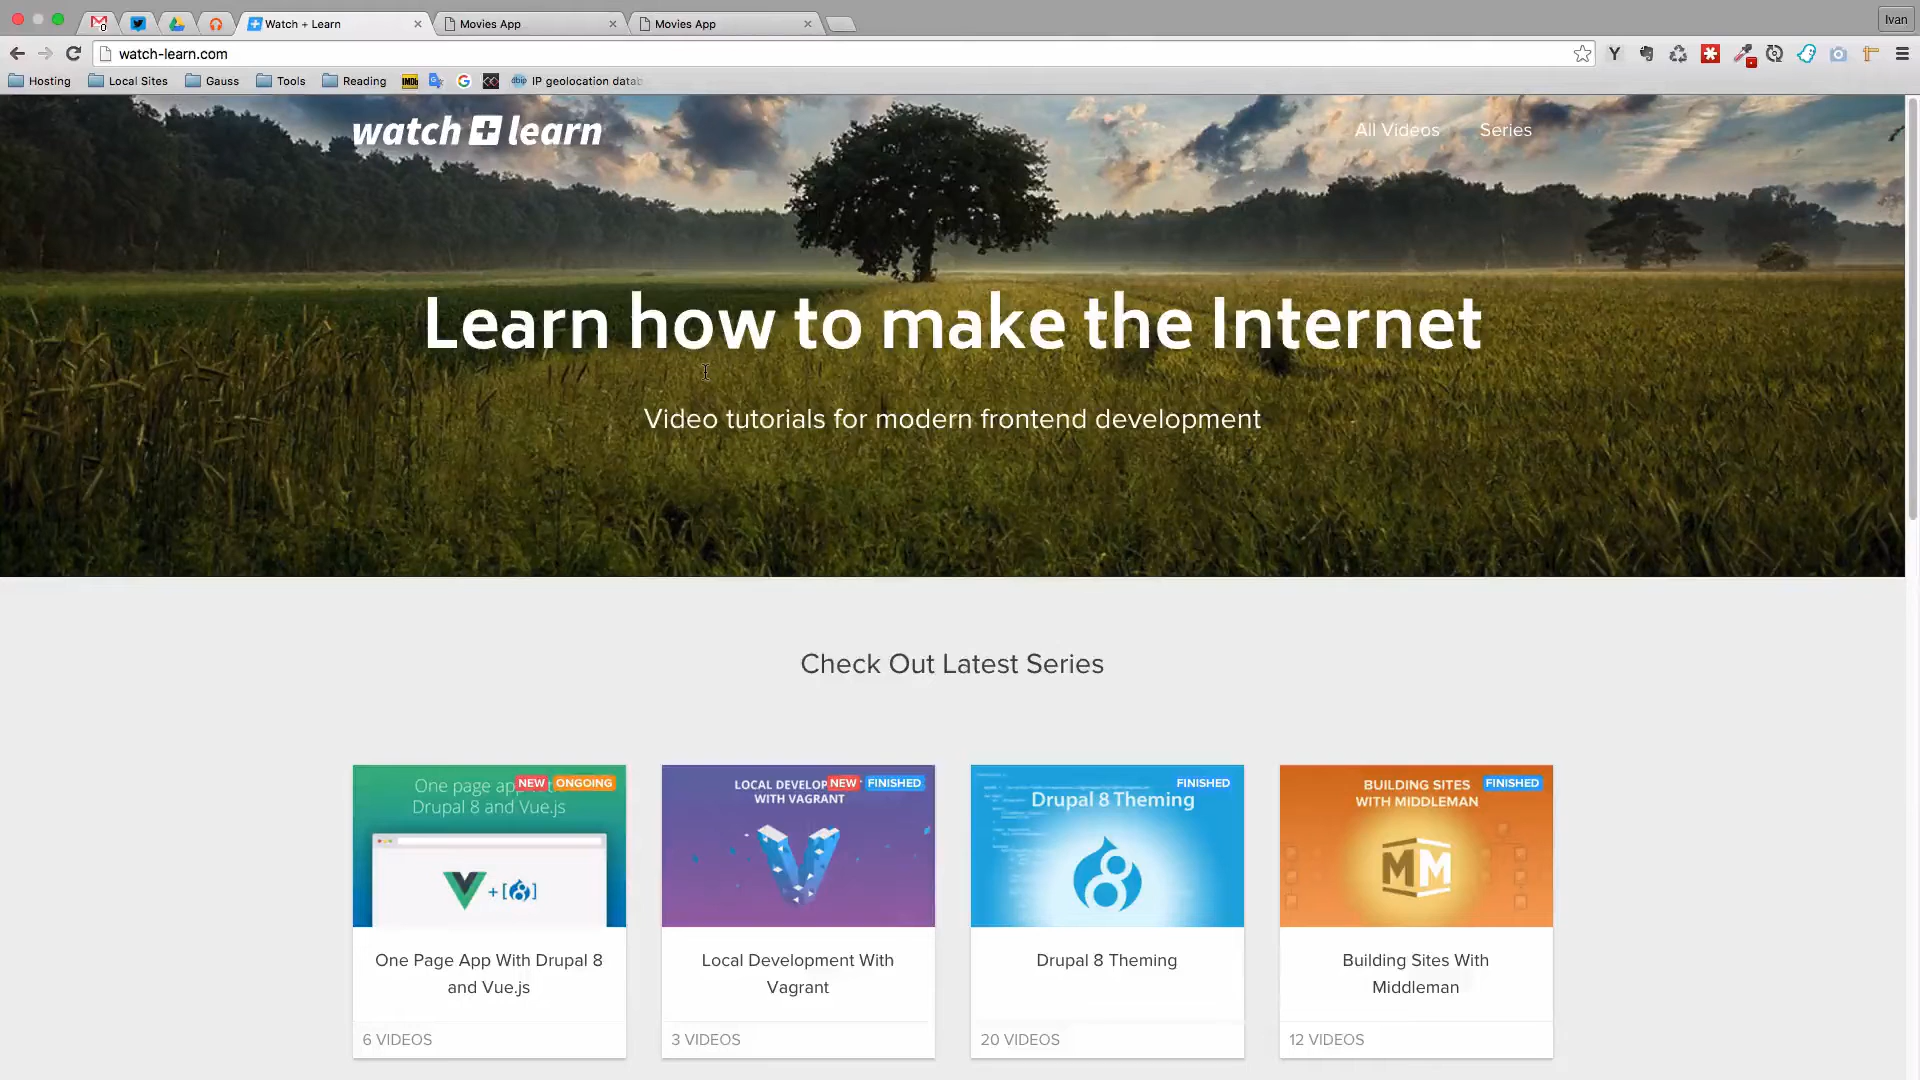 Watch + Learn
Movies App
Movies App
Ivan
watch-learn.com
Hosting
Local Sites
Gauss
Tools
Reading
IMDb
IP geolocation datab
watch + learn
All Videos
Series
Learn how to make the Internet
Video tutorials for modern frontend development
Check Out Latest Series
NEW
ONGOING
One page app
Drupal 8 and Vue.js
One Page App With Drupal 8
and Vue.js
6 VIDEOS
NEW
FINISHED
LOCAL DEVELOP
WITH VAGRANT
Local Development With
Vagrant
3 VIDEOS
FINISHED
Drupal 8 Theming
Drupal 8 Theming
20 VIDEOS
FINISHED
BUILDING SITES
WITH MIDDLEMAN
Building Sites With
Middleman
12 VIDEOS